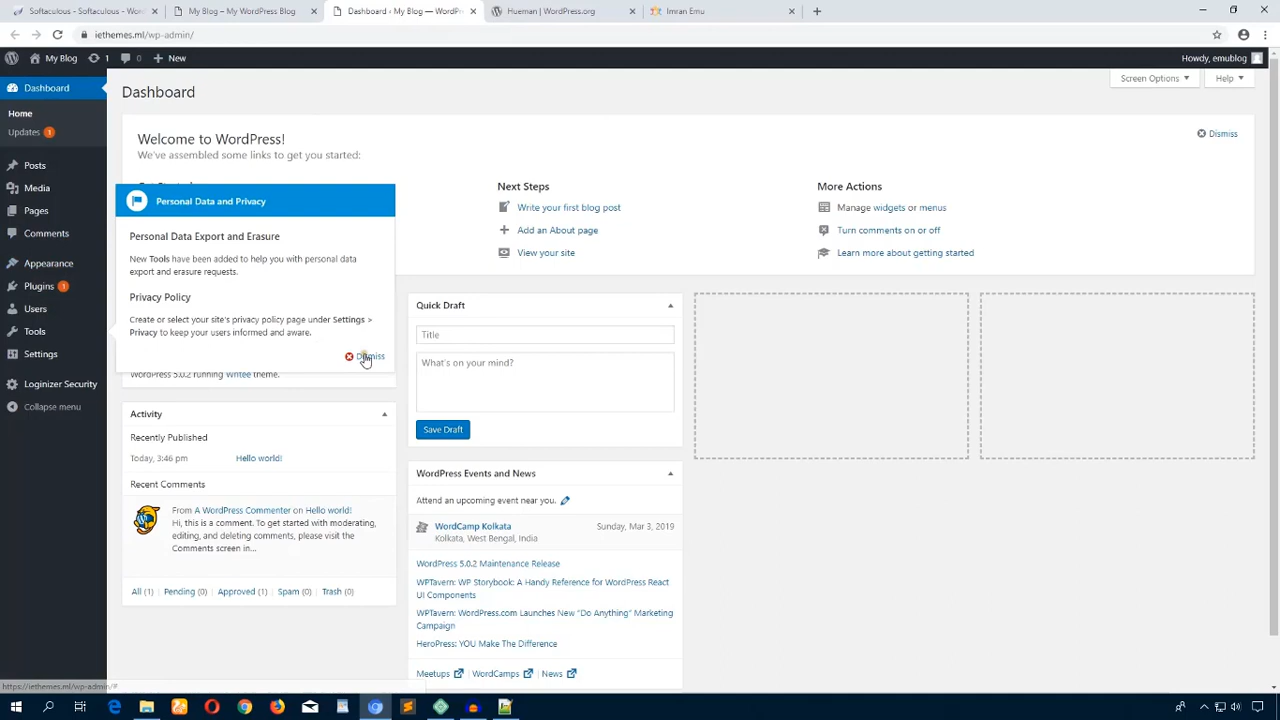 Softaculous - WordPress
My Blog – WordPress Blog
Dashboard ‹ My Blog — WordPr
Hueman | WordPress.org
Imran Emu
iethemes.ml/wp-admin/
My Blog
1
0
New
Howdy, emublog
Dashboard
Home
Updates 1
Posts
Media
Pages
Comments
Appearance
Plugins 1
Users
Tools
Settings
Loginizer Security
Collapse menu
Dashboard
Screen Options
Help
Welcome to WordPress!
We've assembled some links to get you started:
Dismiss
Next Steps
Write your first blog post
Add an About page
View your site
More Actions
Manage widgets or menus
Turn comments on or off
Learn more about getting started
Personal Data and Privacy
Personal Data Export and Erasure
New Tools have been added to help you with personal data
export and erasure requests.
Privacy Policy
Create or select your site's privacy policy page under Settings >
Privacy to keep your users informed and aware.
Dismiss
WordPress 5.0.2 running Writee theme.
Activity
Recently Published
Today, 3:46 pm
Hello world!
Recent Comments
From A WordPress Commenter on Hello world!
Hi, this is a comment. To get started with moderating,
editing, and deleting comments, please visit the
Comments screen in...
All (1) | Pending (0) | Approved (1) | Spam (0) | Trash (0)
Quick Draft
Title
What's on your mind?
Save Draft
WordPress Events and News
Attend an upcoming event near you.
WordCamp Kolkata
Kolkata, West Bengal, India
Sunday, Mar 3, 2019
WordPress 5.0.2 Maintenance Release
WPTavern: WP Storybook: A Handy Reference for WordPress React
UI Components
WPTavern: WordPress.com Launches New "Do Anything" Marketing
Campaign
HeroPress: YOU Make The Difference
Meetups | WordCamps | News
https://iethemes.ml/wp-admin/#